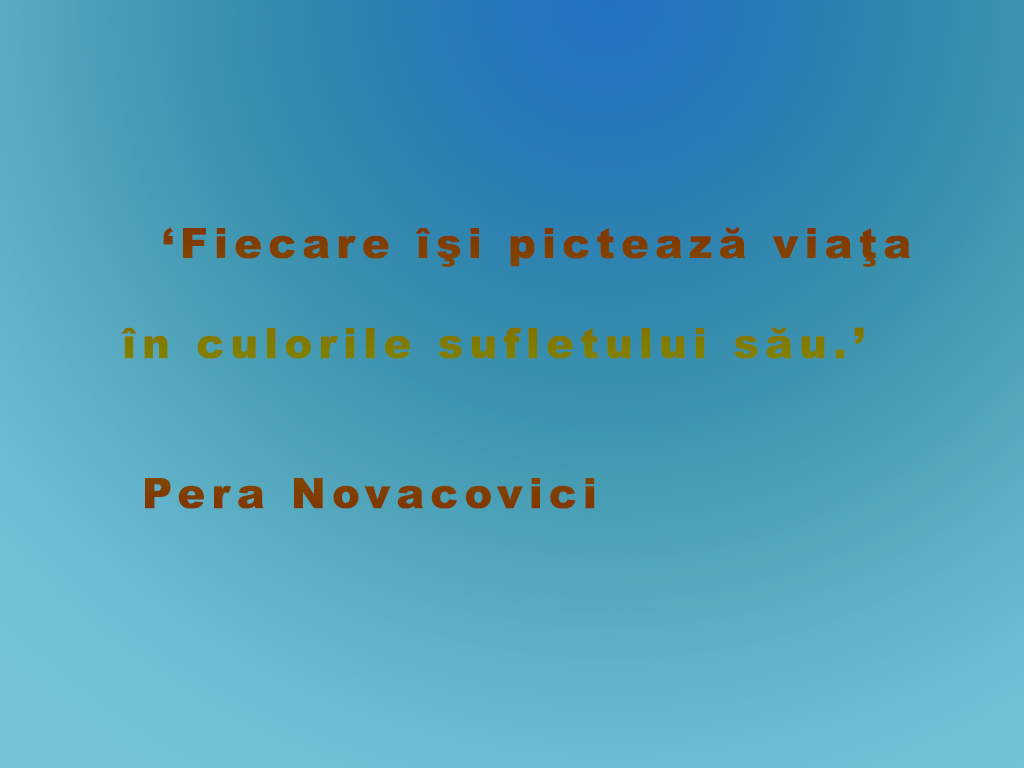 ‘Fiecare îşi pictează viaţa
în culorile sufletului său.’
Pera Novacovici